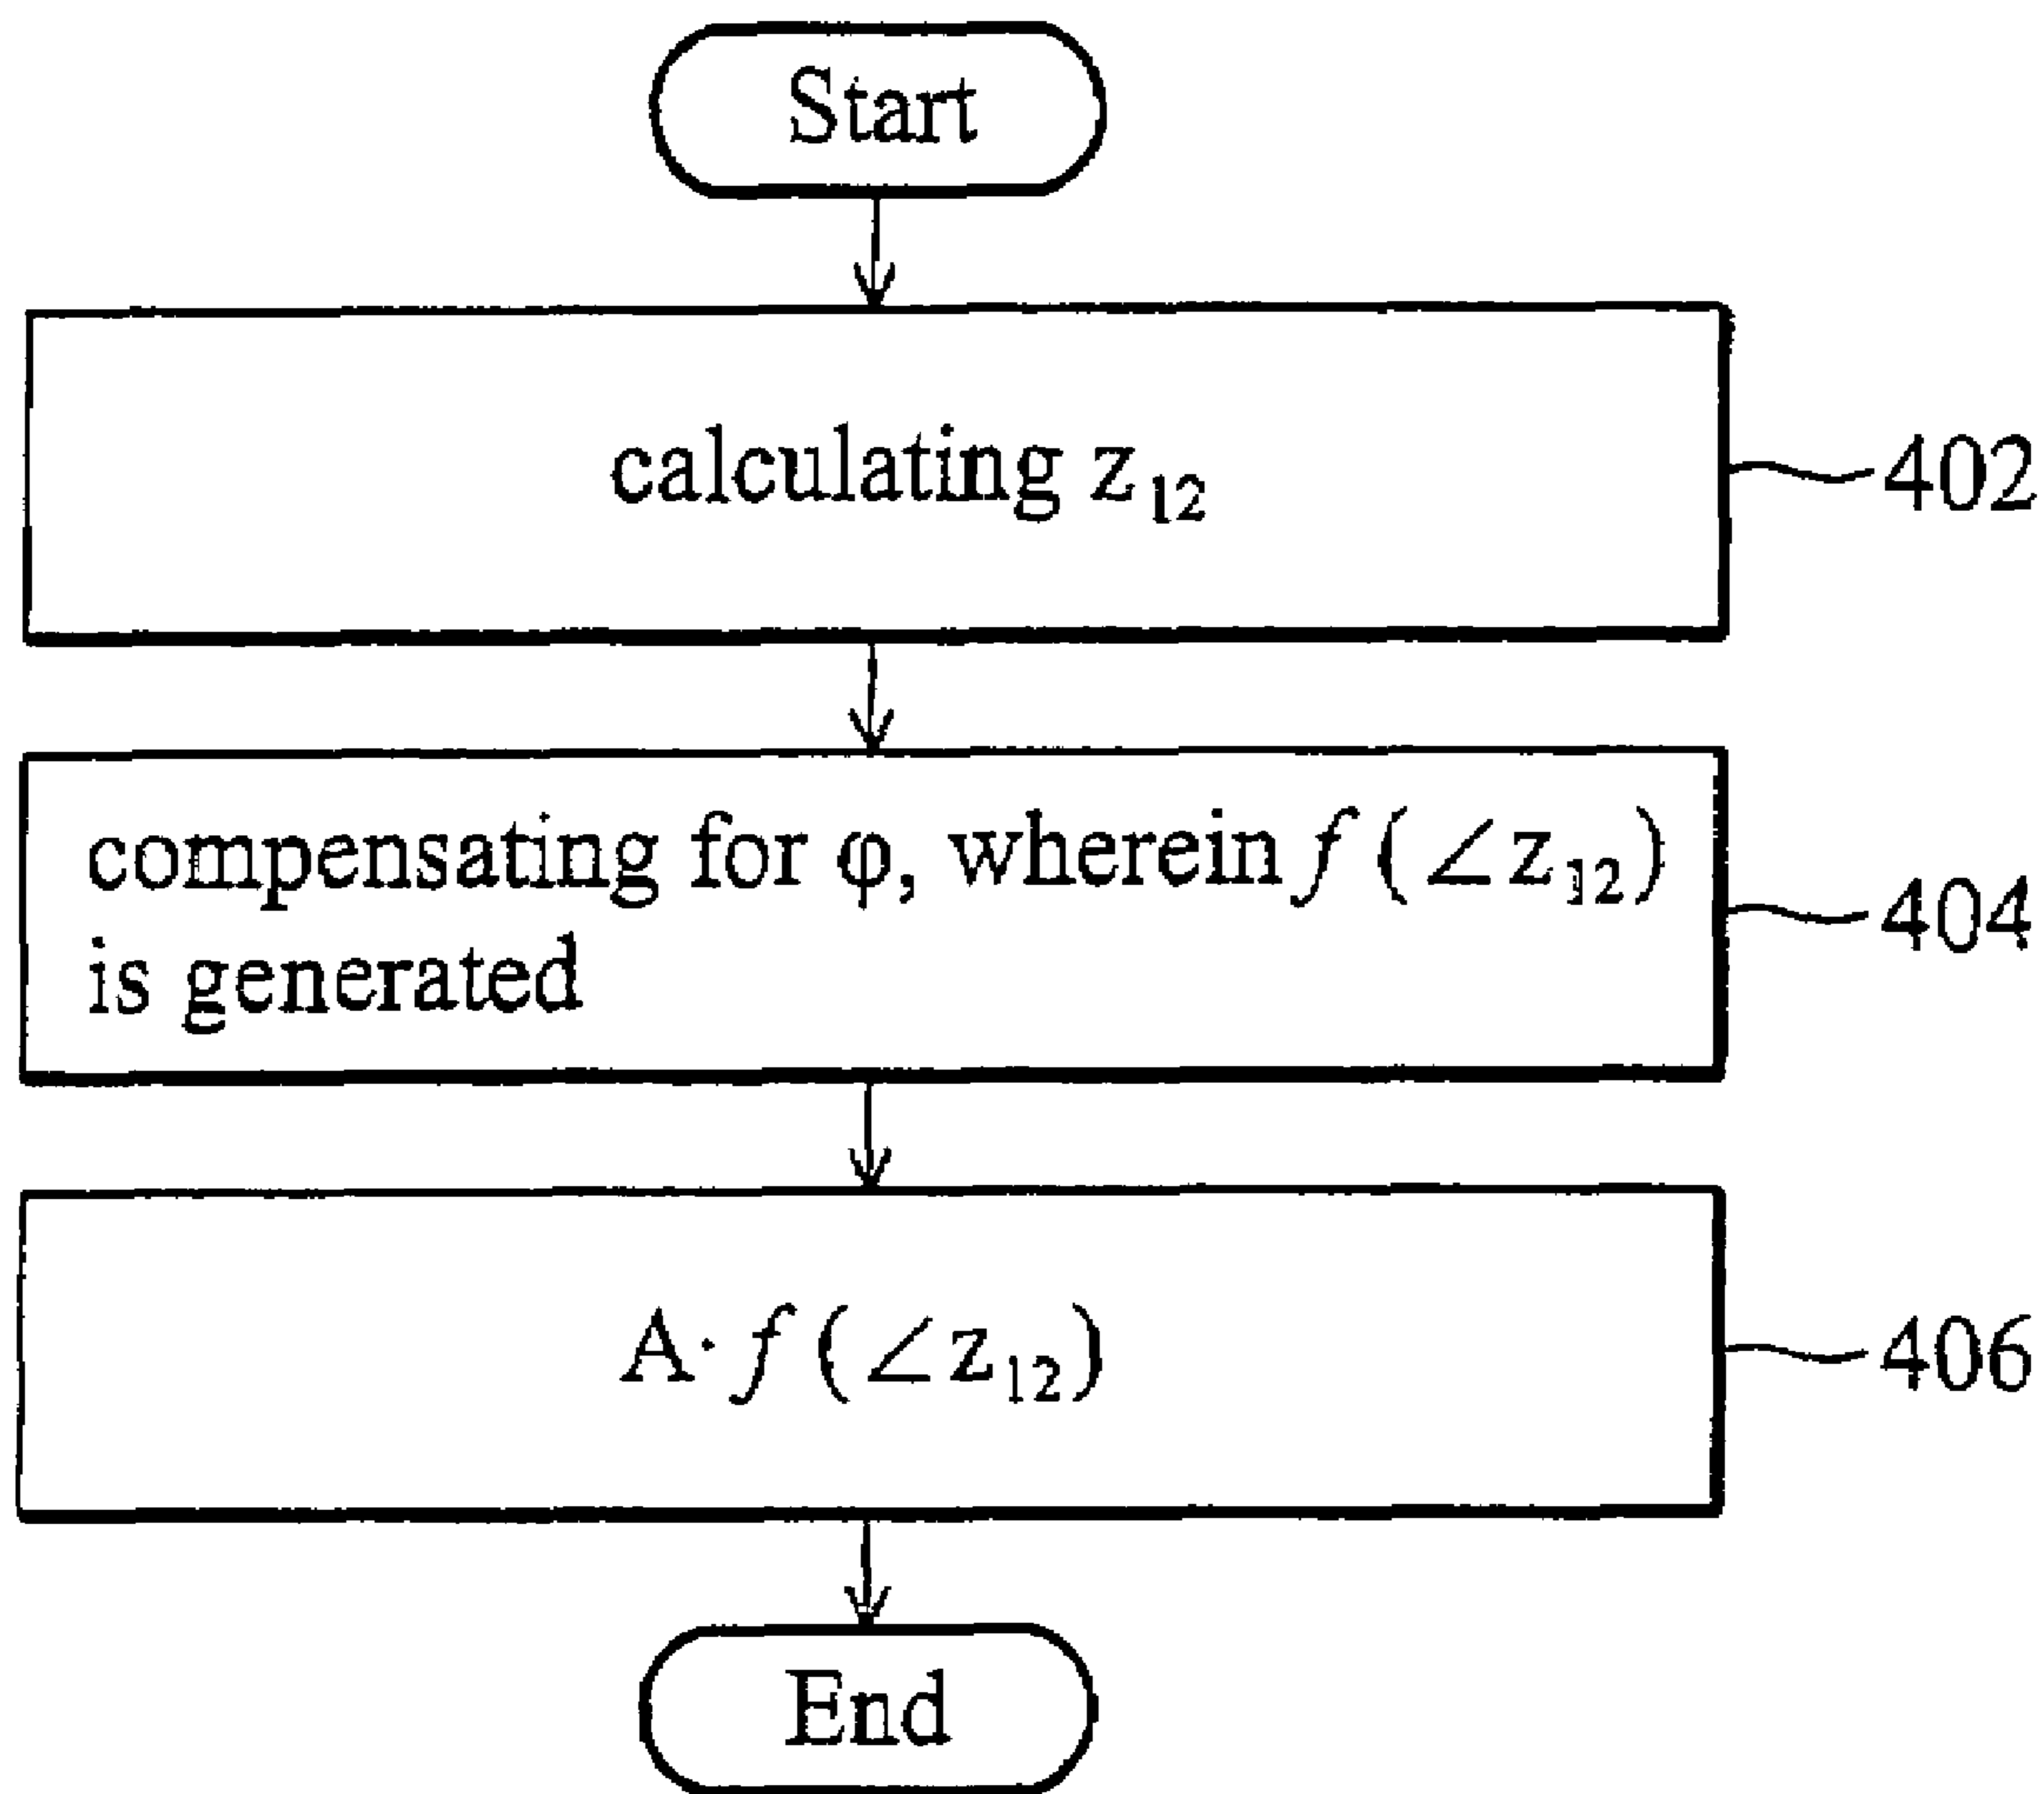 Start
calculating z₁₂
402
compensating for φ, wherein f(∠z₁₂)
is generated
404
A·f(∠z₁₂)
406
End